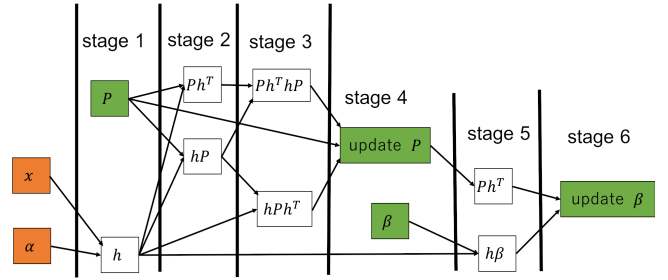 stage 1
stage 2
stage 3
stage 4
stage 5
stage 6
P
Ph^T
Ph^ThP
hP
update P
x
Ph^T
update β
hPh^T
β
α
h
hβ